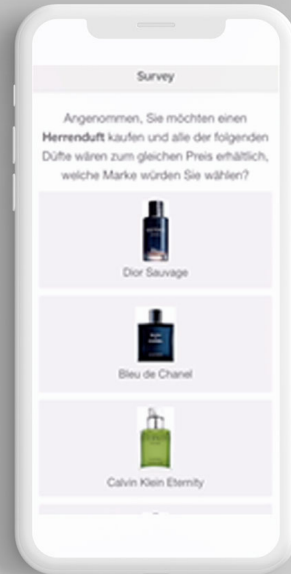 Survey
Angenommen, Sie möchten einen
Herrenduft kaufen und alle der folgenden
Düfte wären zum gleichen Preis erhältlich,
welche Marke würden Sie wählen?
Dior Sauvage
Bleu de Chanel
Calvin Klein Eternity